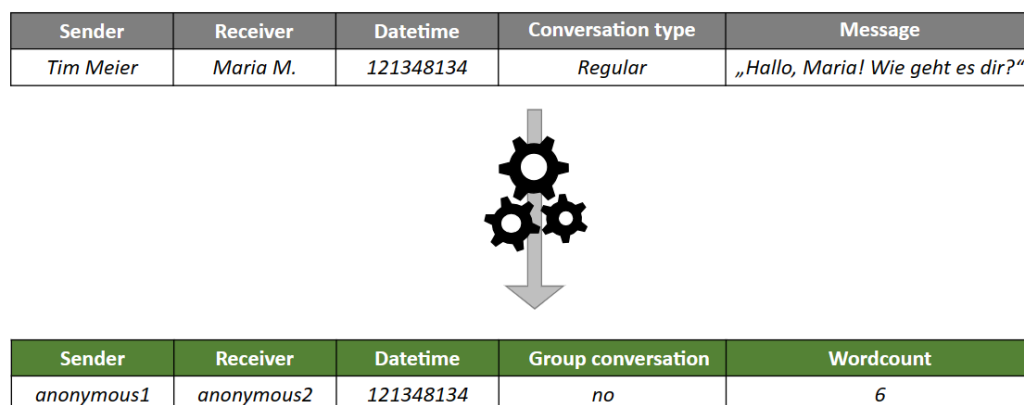 Sender Receiver Datetime Conversation type Message
Tim Meier Maria M. 121348134 Regular „Hallo, Maria! Wie geht es dir?“
Sender Receiver Datetime Group conversation Wordcount
anonymous1 anonymous2 121348134 no 6